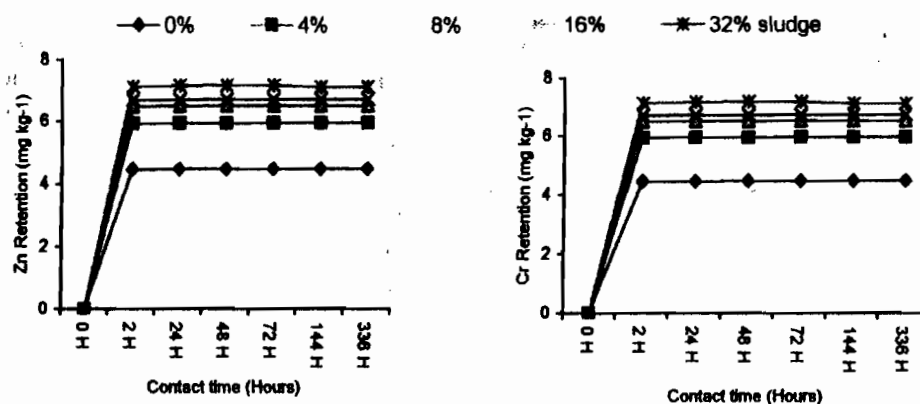 0% 4% 8% 16% 32% sludge
Zn Retention (mg kg-1)
8
6
4
2
0
0 H
2 H
24 H
48 H
72 H
144 H
336 H
Contact time (Hours)
Cr Retention (mg kg-1)
8
6
4
2
0
0 H
2 H
24 H
48 H
72 H
144 H
336 H
Contact time (Hours)